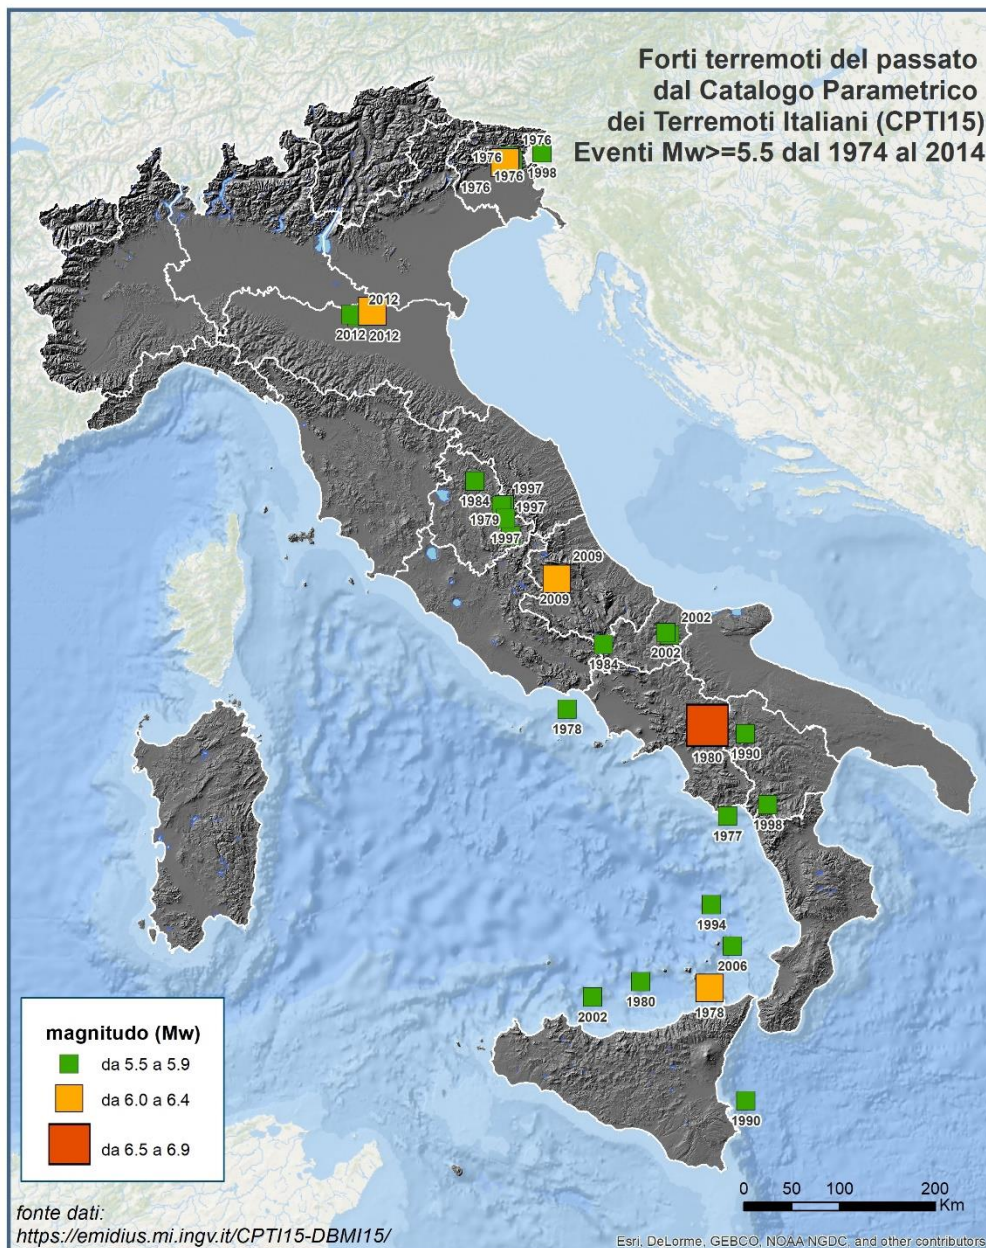 Forti terremoti del passato
dal Catalogo Parametrico
dei Terremoti Italiani (CPTI15)
Eventi Mw>=5.5 dal 1974 al 2014
1976
1976
1976
1998
1976
2012
2012
2012
1997
1984
1997
1979
1997
2009
2009
2002
2002
1984
1978
1980
1990
1977
1998
1994
2006
1980
1978
2002
1990
magnitudo (Mw)
da 5.5 a 5.9
da 6.0 a 6.4
da 6.5 a 6.9
0 50 100 200
Km
fonte dati:
https://emidius.mi.ingv.it/CPTI15-DBMI15/
Esri, DeLorme, GEBCO, NOAA NGDC, and other contributors